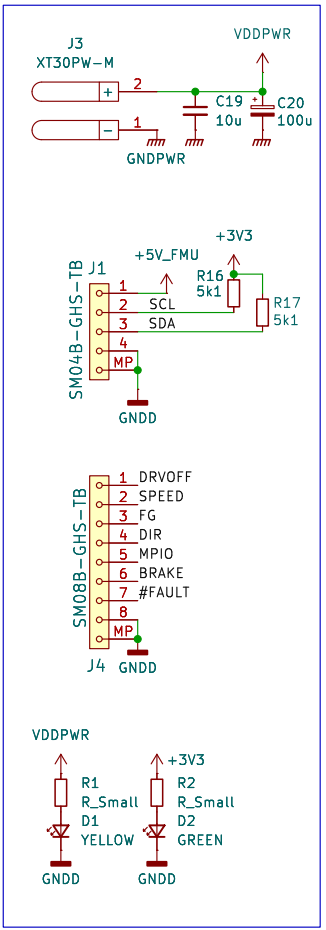 VDDPWR
J3
XT30PW-M
+ 2
- 1
GNDPWR
C19
10u
+
C20
100u
+3V3
+5V_FMU
J1
SM04B-GHS-TB
1
2 SCL
3 SDA
4
MP
R16
5k1
R17
5k1
GNDD
SM08B-GHS-TB
1 DRVOFF
2 SPEED
3 FG
4 DIR
5 MPIO
6 BRAKE
7 #FAULT
8
MP
J4
GNDD
VDDPWR
R1
R_Small
D1
YELLOW
GNDD
+3V3
R2
R_Small
D2
GREEN
GNDD